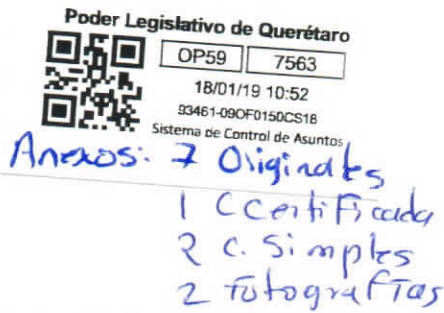 Poder Legislativo de Querétaro
OP59 7563
18/01/19 10:52
93461-09OF0150CS18
Sistema de Control de Asuntos
Anexos: 7 Originales
1 C Certificada
2 C. Simples
2 Fotografías